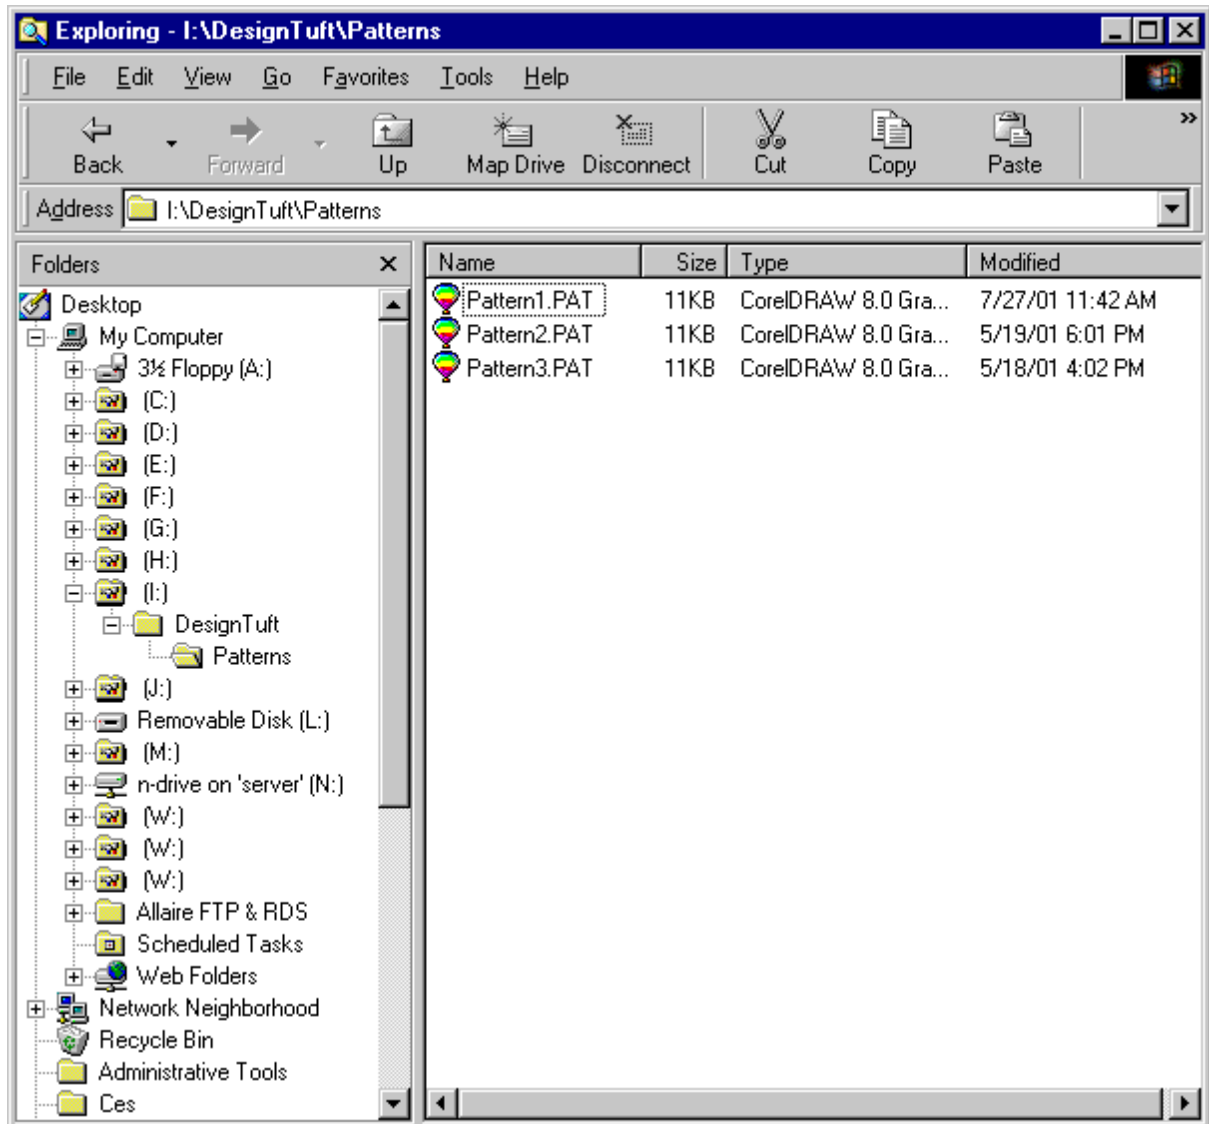 Exploring - I:\DesignTuft\Patterns
File Edit View Go Favorites Tools Help
Back Forward Up Map Drive Disconnect Cut Copy Paste »
Address I:\DesignTuft\Patterns
Folders
Desktop
My Computer
3½ Floppy (A:)
(C:)
(D:)
(E:)
(F:)
(G:)
(H:)
(I:)
DesignTuft
Patterns
(J:)
Removable Disk (L:)
(M:)
n-drive on 'server' (N:)
(W:)
(W:)
(W:)
Allaire FTP & RDS
Scheduled Tasks
Web Folders
Network Neighborhood
Recycle Bin
Administrative Tools
Ces
Name Size Type Modified
Pattern1.PAT 11KB CorelDRAW 8.0 Gra... 7/27/01 11:42 AM
Pattern2.PAT 11KB CorelDRAW 8.0 Gra... 5/19/01 6:01 PM
Pattern3.PAT 11KB CorelDRAW 8.0 Gra... 5/18/01 4:02 PM